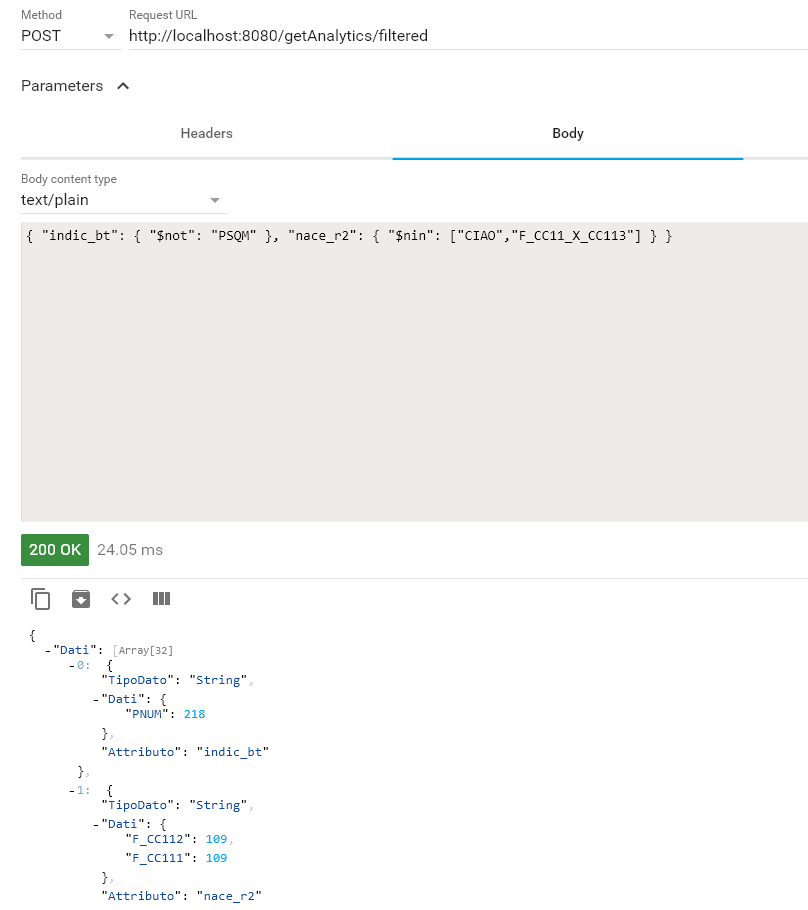 Method
Request URL
POST
http://localhost:8080/getAnalytics/filtered
Parameters
Headers
Body
Body content type
text/plain
{ "indic_bt": { "$not": "PSQM" }, "nace_r2": { "$nin": ["CIAO","F_CC11_X_CC113"] } }
200 OK 24.05 ms
{
-"Dati": [Array[32]
-0: {
"TipoDato": "String",
-"Dati": {
"PNUM": 218
},
"Attributo": "indic_bt"
},
-1: {
"TipoDato": "String",
-"Dati": {
"F_CC112": 109,
"F_CC111": 109
},
"Attributo": "nace_r2"